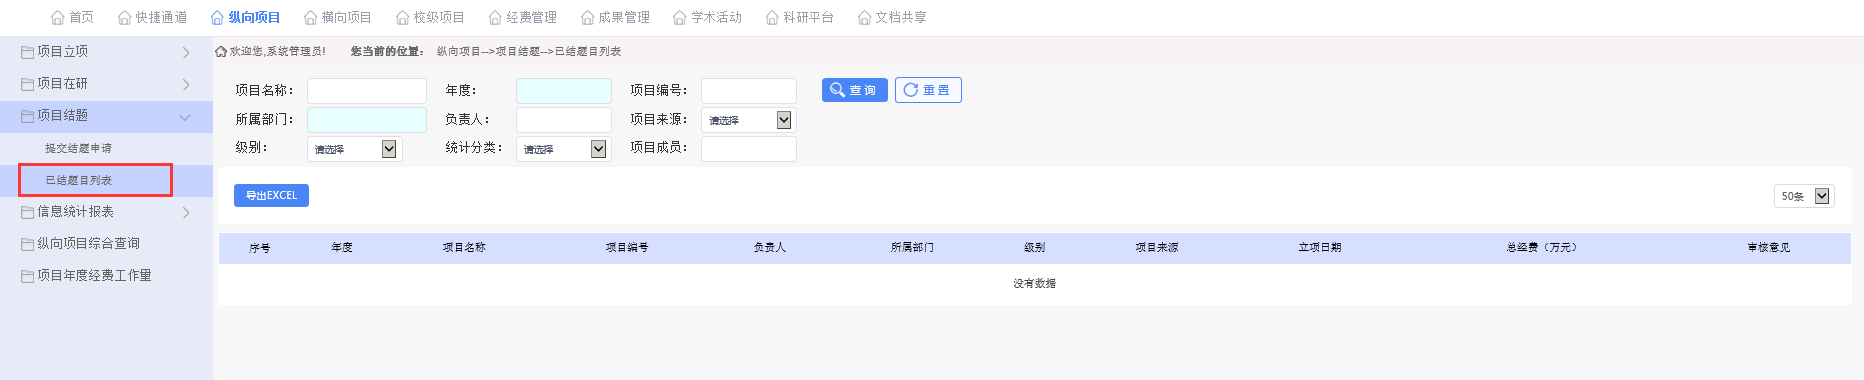 首页 快捷通道 纵向项目 横向项目 校级项目 经费管理 成果管理 学术活动 科研平台 文档共享
项目立项
项目在研
项目结题
提交结题申请
已结题目列表
信息统计报表
纵向项目综合查询
项目年度经费工作量
欢迎您,系统管理员! 您当前的位置: 纵向项目-->项目结题-->已结题目列表
项目名称: 年度: 项目编号: 查询 重置
所属部门: 负责人: 项目来源: 请选择
级别: 请选择 统计分类: 请选择 项目成员:
导出EXCEL 50条
序号 年度 项目名称 项目编号 负责人 所属部门 级别 项目来源 立项日期 总经费（万元） 审核意见
没有数据